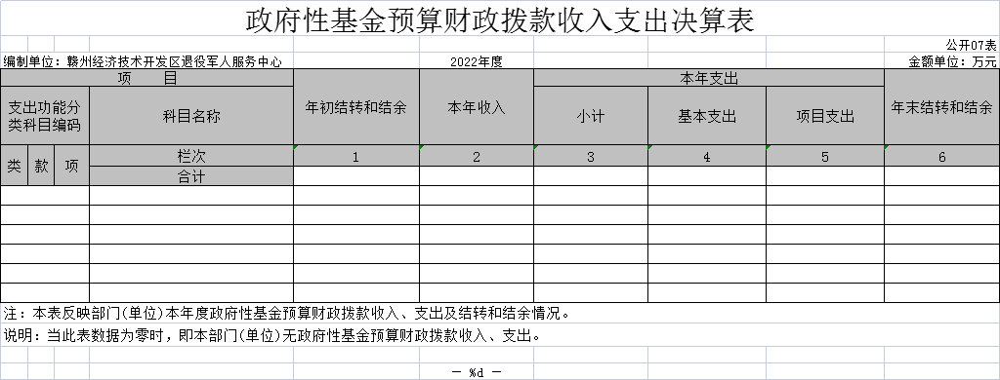 政府性基金预算财政拨款收入支出决算表
公开07表
编制单位：赣州经济技术开发区退役军人服务中心 2022年度 金额单位：万元
项 目 年初结转和结余 本年收入 本年支出 年末结转和结余
支出功能分类科目编码 科目名称 小计 基本支出 项目支出
类 款 项 栏次 1 2 3 4 5 6
合计
注：本表反映部门(单位)本年度政府性基金预算财政拨款收入、支出及结转和结余情况。
说明：当此表数据为零时，即本部门(单位)无政府性基金预算财政拨款收入、支出。
— %d —